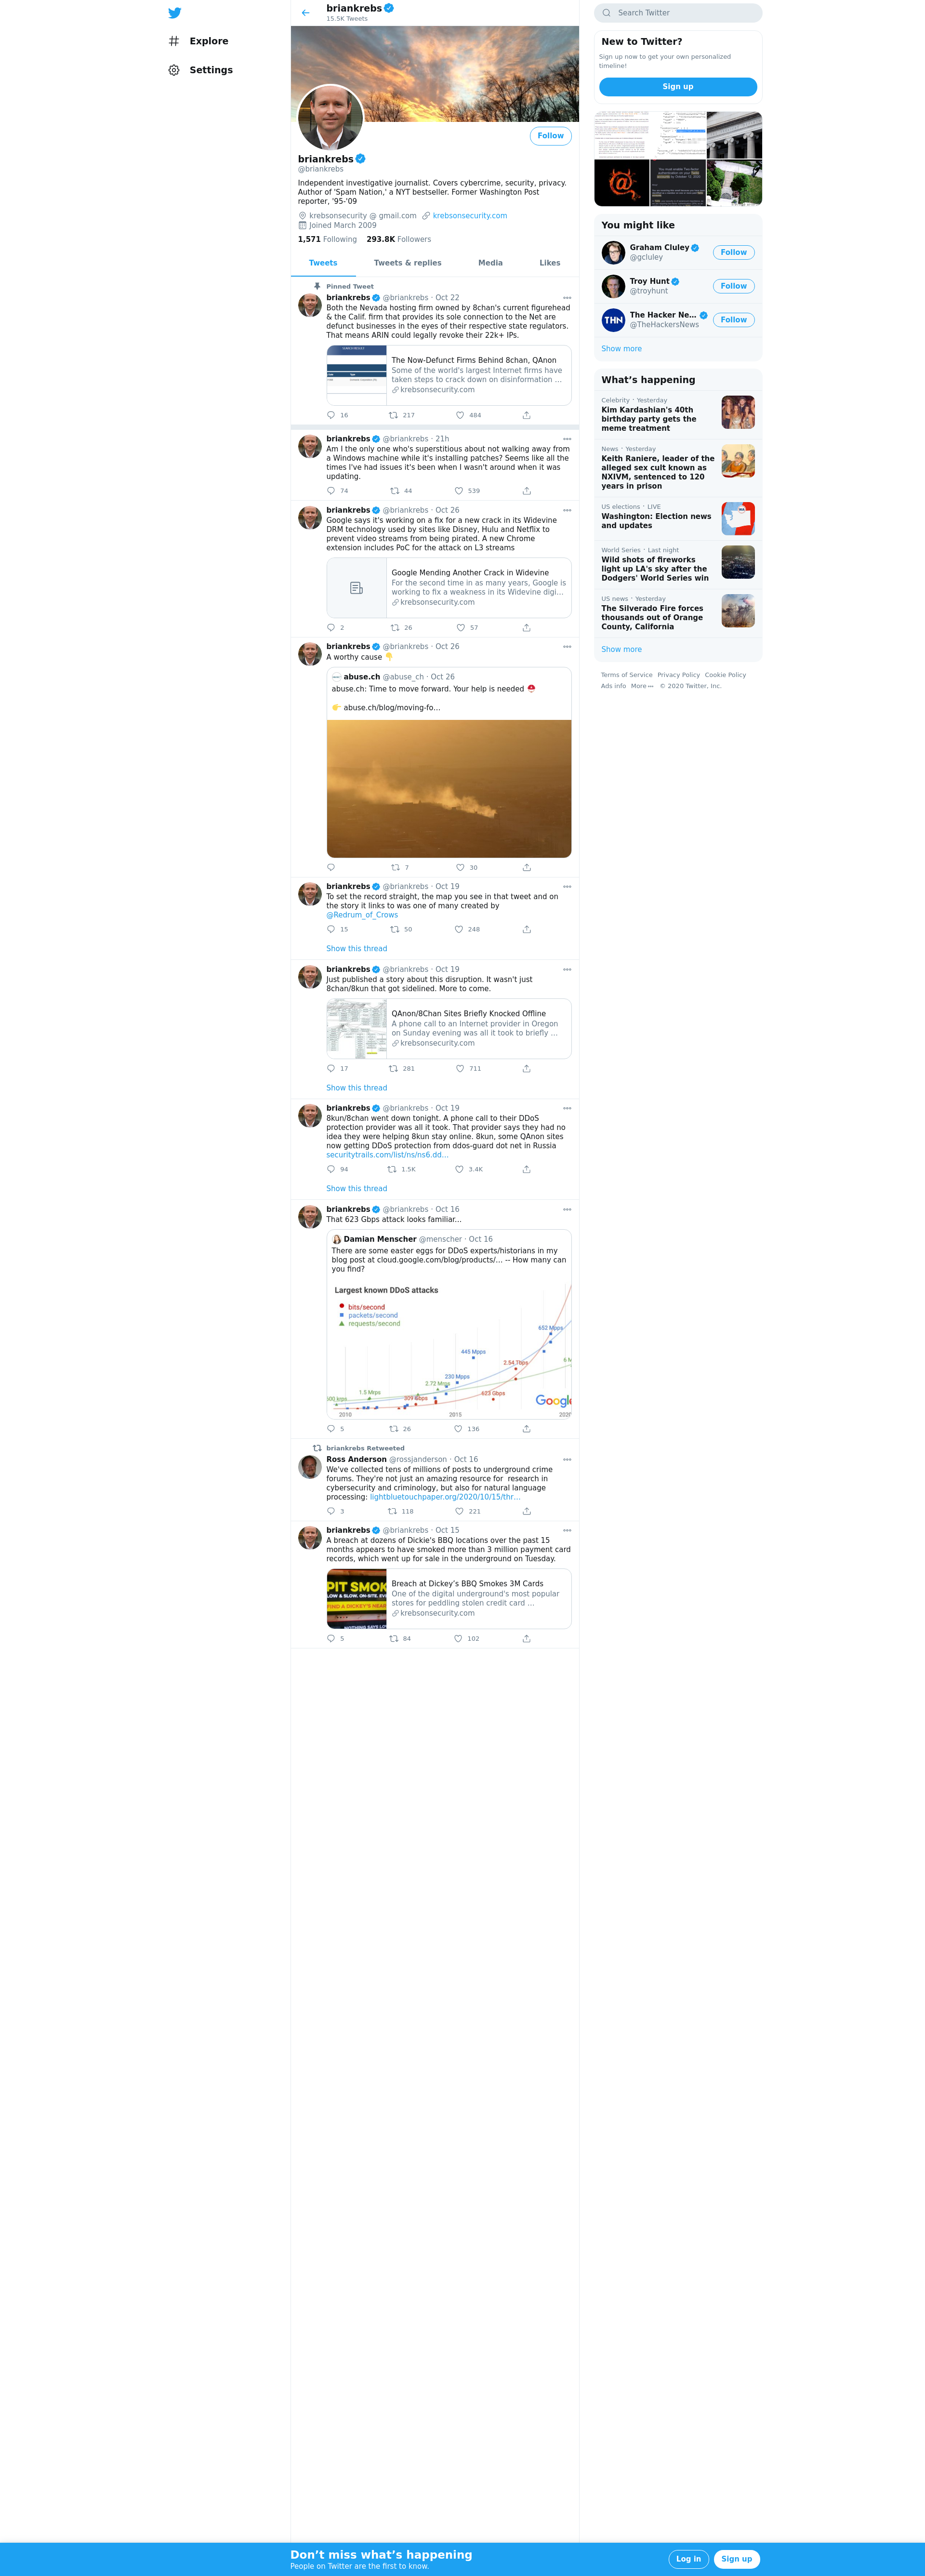 Explore
Settings
briankrebs
15.5K Tweets
Follow
briankrebs
@briankrebs
Independent investigative journalist. Covers cybercrime, security, privacy.
Author of 'Spam Nation,' a NYT bestseller. Former Washington Post
reporter, '95-'09
krebsonsecurity @ gmail.com krebsonsecurity.com
Joined March 2009
1,571 Following 293.8K Followers
Tweets Tweets & replies Media Likes
Pinned Tweet
briankrebs @briankrebs · Oct 22
Both the Nevada hosting firm owned by 8chan's current figurehead
& the Calif. firm that provides its sole connection to the Net are
defunct businesses in the eyes of their respective state regulators.
That means ARIN could legally revoke their 22k+ IPs.
The Now-Defunct Firms Behind 8chan, QAnon
Some of the world's largest Internet firms have
taken steps to crack down on disinformation ...
krebsonsecurity.com
16 217 484
briankrebs @briankrebs · 21h
Am I the only one who's superstitious about not walking away from
a Windows machine while it's installing patches? Seems like all the
times I've had issues it's been when I wasn't around when it was
updating.
74 44 539
briankrebs @briankrebs · Oct 26
Google says it's working on a fix for a new crack in its Widevine
DRM technology used by sites like Disney, Hulu and Netflix to
prevent video streams from being pirated. A new Chrome
extension includes PoC for the attack on L3 streams
Google Mending Another Crack in Widevine
For the second time in as many years, Google is
working to fix a weakness in its Widevine digi...
krebsonsecurity.com
2 26 57
briankrebs @briankrebs · Oct 26
A worthy cause 👇
abuse.ch @abuse_ch · Oct 26
abuse.ch: Time to move forward. Your help is needed ⛑
👉 abuse.ch/blog/moving-fo…
7 30
briankrebs @briankrebs · Oct 19
To set the record straight, the map you see in that tweet and on
the story it links to was one of many created by
@Redrum_of_Crows
15 50 248
Show this thread
briankrebs @briankrebs · Oct 19
Just published a story about this disruption. It wasn't just
8chan/8kun that got sidelined. More to come.
QAnon/8Chan Sites Briefly Knocked Offline
A phone call to an Internet provider in Oregon
on Sunday evening was all it took to briefly ...
krebsonsecurity.com
17 281 711
Show this thread
briankrebs @briankrebs · Oct 19
8kun/8chan went down tonight. A phone call to their DDoS
protection provider was all it took. That provider says they had no
idea they were helping 8kun stay online. 8kun, some QAnon sites
now getting DDoS protection from ddos-guard dot net in Russia
securitytrails.com/list/ns/ns6.dd…
94 1.5K 3.4K
Show this thread
briankrebs @briankrebs · Oct 16
That 623 Gbps attack looks familiar...
Damian Menscher @menscher · Oct 16
There are some easter eggs for DDoS experts/historians in my
blog post at cloud.google.com/blog/products/… -- How many can
you find?
Largest known DDoS attacks
bits/second
packets/second
requests/second
652 Mpps
445 Mpps
2.54 Tbps
6 M
230 Mpps
2.72 Mrps
1.5 Mrps
309 Gbps
623 Gbps
Google
2010 2015
5 26 136
briankrebs Retweeted
Ross Anderson @rossjanderson · Oct 16
We've collected tens of millions of posts to underground crime
forums. They're not just an amazing resource for research in
cybersecurity and criminology, but also for natural language
processing: lightbluetouchpaper.org/2020/10/15/thr…
3 118 221
briankrebs @briankrebs · Oct 15
A breach at dozens of Dickie's BBQ locations over the past 15
months appears to have smoked more than 3 million payment card
records, which went up for sale in the underground on Tuesday.
PIT SMOK
LOW & SLOW. ON-SITE. EVE
FIND A DICKEY'S NEAR
NOTHING SAYS LO
Breach at Dickey's BBQ Smokes 3M Cards
One of the digital underground's most popular
stores for peddling stolen credit card ...
krebsonsecurity.com
5 84 102
Search Twitter
New to Twitter?
Sign up now to get your own personalized
timeline!
Sign up
You might like
Graham Cluley
@gcluley
Follow
Troy Hunt
@troyhunt
Follow
THN
The Hacker Ne...
@TheHackersNews
Follow
Show more
What's happening
Celebrity · Yesterday
Kim Kardashian's 40th
birthday party gets the
meme treatment
News · Yesterday
Keith Raniere, leader of the
alleged sex cult known as
NXIVM, sentenced to 120
years in prison
US elections · LIVE
Washington: Election news
and updates
World Series · Last night
Wild shots of fireworks
light up LA's sky after the
Dodgers' World Series win
US news · Yesterday
The Silverado Fire forces
thousands out of Orange
County, California
Show more
Terms of Service Privacy Policy Cookie Policy
Ads info More © 2020 Twitter, Inc.
Don't miss what's happening
People on Twitter are the first to know.
Log in
Sign up